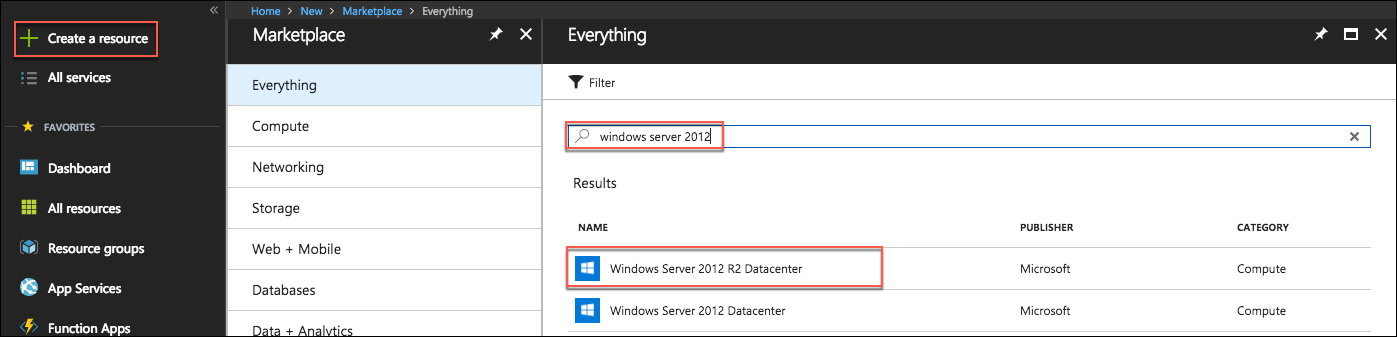 Create a resource
All services
FAVORITES
Dashboard
All resources
Resource groups
App Services
Function Apps
Home > New > Marketplace > Everything
Marketplace
Everything
Compute
Networking
Storage
Web + Mobile
Databases
Data + Analytics
Everything
Filter
windows server 2012
Results
NAME PUBLISHER CATEGORY
Windows Server 2012 R2 Datacenter Microsoft Compute
Windows Server 2012 Datacenter Microsoft Compute